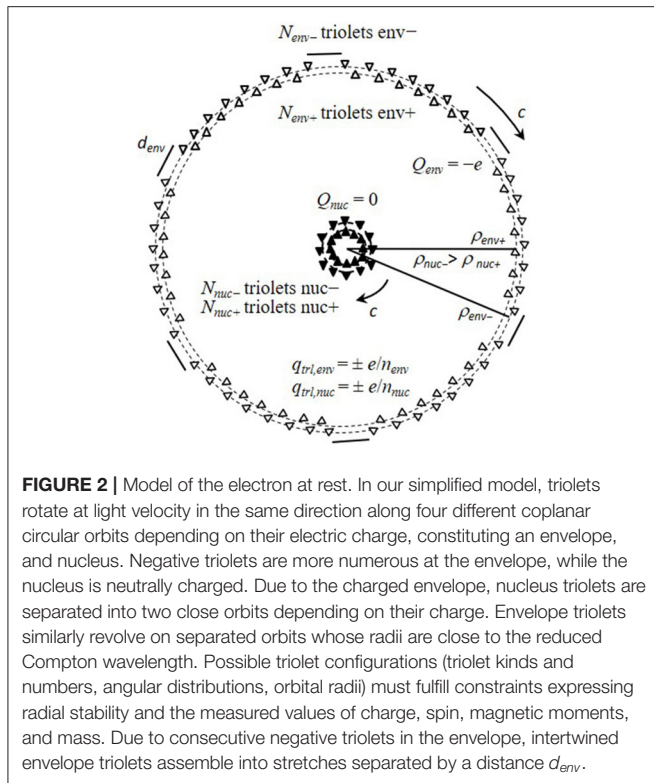 N_env− triolets env−
N_env+ triolets env+
c
d_env
Q_env = −e
Q_nuc = 0
ρ_env+
ρ_nuc− > ρ_nuc+
N_nuc− triolets nuc−
N_nuc+ triolets nuc+
c
ρ_env−
q_trl,env = ± e/n_env
q_trl,nuc = ± e/n_nuc
FIGURE 2 | Model of the electron at rest. In our simplified model, triolets
rotate at light velocity in the same direction along four different coplanar
circular orbits depending on their electric charge, constituting an envelope,
and nucleus. Negative triolets are more numerous at the envelope, while the
nucleus is neutrally charged. Due to the charged envelope, nucleus triolets are
separated into two close orbits depending on their charge. Envelope triolets
similarly revolve on separated orbits whose radii are close to the reduced
Compton wavelength. Possible triolet configurations (triolet kinds and
numbers, angular distributions, orbital radii) must fulfill constraints expressing
radial stability and the measured values of charge, spin, magnetic moments,
and mass. Due to consecutive negative triolets in the envelope, intertwined
envelope triolets assemble into stretches separated by a distance d_env.